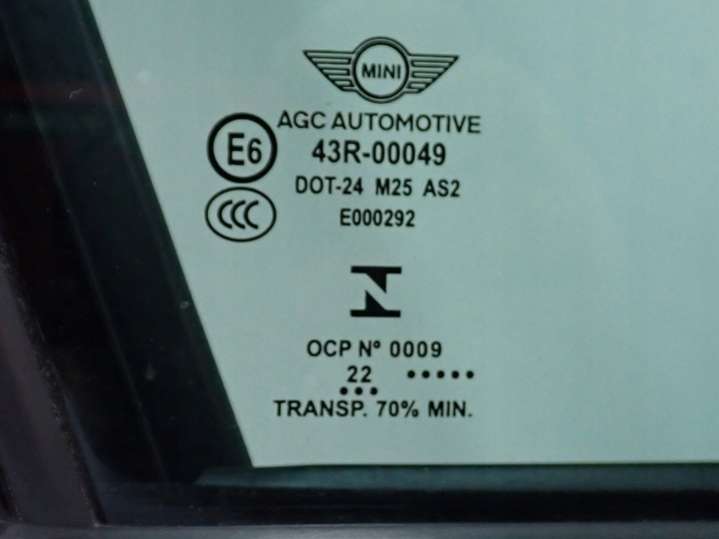 MINI
AGC AUTOMOTIVE
E6 43R-00049
DOT-24 M25 AS2
CCC E000292
N
OCP Nº 0009
22 •••••
•••
TRANSP. 70% MIN.